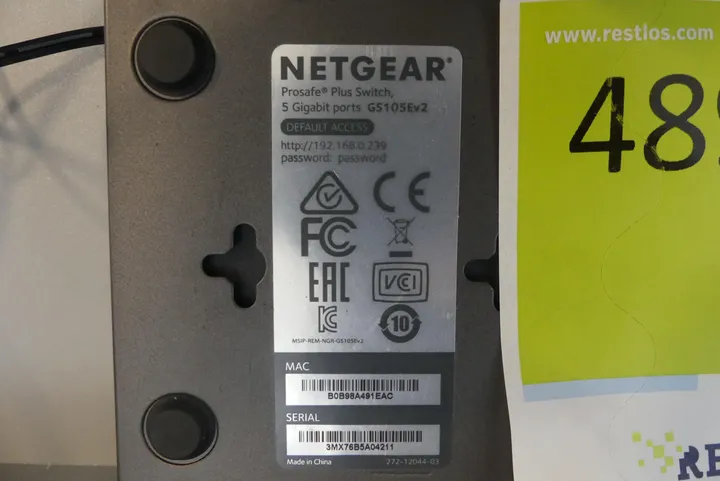 NETGEAR®
Prosafe® Plus Switch,
5 Gigabit ports GS105Ev2
DEFAULT ACCESS
http://192.168.0.239
password: password
CE
FC
EAC
VCI
10
MSIP-REM-NGR-GS105Ev2
MAC
B0B98A491EAC
SERIAL
3MX76B5A04211
Made in China
272-12044-03
www.restlos.com
48
RE